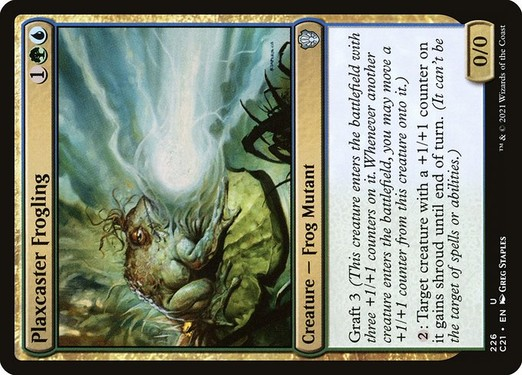 Plaxcaster Frogling
1
Creature — Frog Mutant
Graft 3 (This creature enters the battlefield with
three +1/+1 counters on it. Whenever another
creature enters the battlefield, you may move a
+1/+1 counter from this creature onto it.)
2: Target creature with a +1/+1 counter on
it gains shroud until end of turn. (It can't be
the target of spells or abilities.)
0/0
226 U
C21 • EN Greg Staples
™ & © 2021 Wizards of the Coast